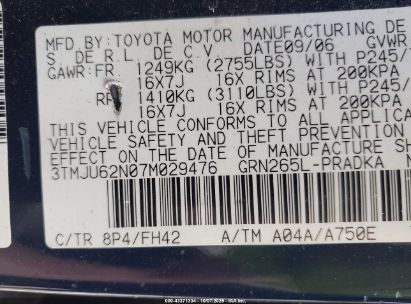 MFD.BY:TOYOTA MOTOR MANUFACTURING DE
S. DE R.L. DE C.V. DATE09/06 GVWR
GAWR:FR 1249KG (2755LBS) WITH P245/
16X7J 16X RIMS AT 200KPA
RR 1410KG (3110LBS) WITH P245/
16X7J 16X RIMS AT 200KPA
THIS VEHICLE CONFORMS TO ALL APPLICA
VEHICLE SAFETY AND THEFT PREVENTION
EFFECT ON THE DATE OF MANUFACTURE SH
3TMJU62N07M029476 GRN265L-PRADKA
C/TR 8P4/FH42 A/TM A04A/A750E